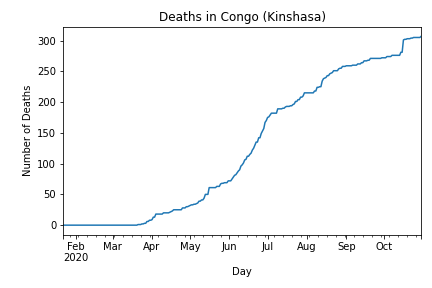 Deaths in Congo (Kinshasa)
Number of Deaths
300
250
200
150
100
50
0
Feb Mar Apr May Jun Jul Aug Sep Oct
2020
Day